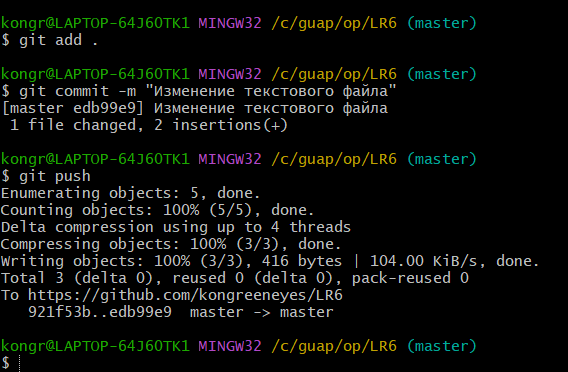 kongr@LAPTOP-64J6OTK1 MINGW32 /c/guap/op/LR6 (master)
$ git add .
kongr@LAPTOP-64J6OTK1 MINGW32 /c/guap/op/LR6 (master)
$ git commit -m "Изменение текстового файла"
[master edb99e9] Изменение текстового файла
 1 file changed, 2 insertions(+)
kongr@LAPTOP-64J6OTK1 MINGW32 /c/guap/op/LR6 (master)
$ git push
Enumerating objects: 5, done.
Counting objects: 100% (5/5), done.
Delta compression using up to 4 threads
Compressing objects: 100% (3/3), done.
Writing objects: 100% (3/3), 416 bytes | 104.00 KiB/s, done.
Total 3 (delta 0), reused 0 (delta 0), pack-reused 0
To https://github.com/kongreeneyes/LR6
   921f53b..edb99e9  master -> master
kongr@LAPTOP-64J6OTK1 MINGW32 /c/guap/op/LR6 (master)
$